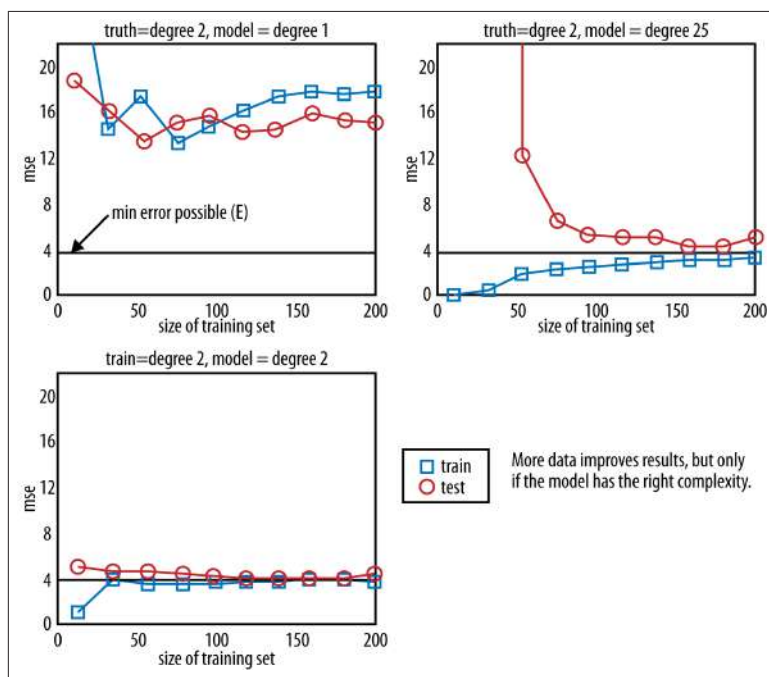 truth=degree 2, model = degree 1
20
16
12
8
4
0
mse
min error possible (E)
0
50
100
150
200
size of training set
truth=dgree 2, model = degree 25
20
16
12
8
4
0
mse
0
50
100
150
200
size of training set
train=degree 2, model = degree 2
20
16
12
8
4
0
mse
0
50
100
150
200
size of training set
train
test
More data improves results, but only
if the model has the right complexity.